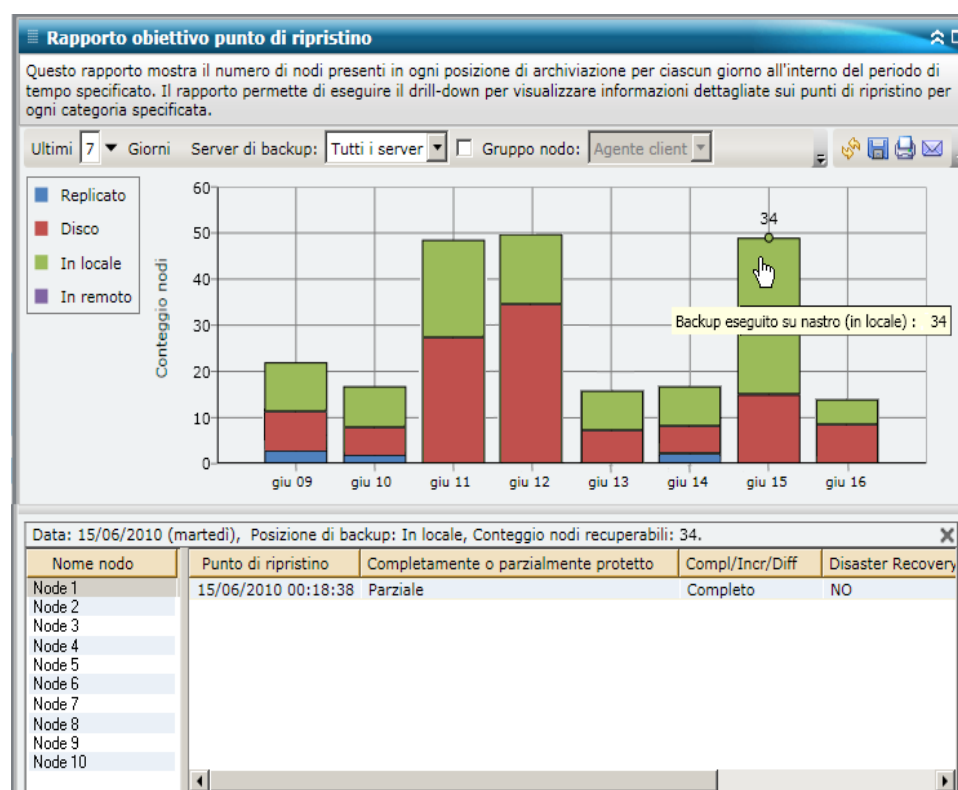 Rapporto obiettivo punto di ripristino
Questo rapporto mostra il numero di nodi presenti in ogni posizione di archiviazione per ciascun giorno all'interno del periodo di
tempo specificato. Il rapporto permette di eseguire il drill-down per visualizzare informazioni dettagliate sui punti di ripristino per
ogni categoria specificata.
Ultimi 7 Giorni Server di backup: Tutti i server Gruppo nodo: Agente client
Replicato
Disco
In locale
In remoto
Conteggio nodi
60
50
40
30
20
10
0
34
Backup eseguito su nastro (in locale) : 34
giu 09 giu 10 giu 11 giu 12 giu 13 giu 14 giu 15 giu 16
Data: 15/06/2010 (martedì), Posizione di backup: In locale, Conteggio nodi recuperabili: 34.
Nome nodo Punto di ripristino Completamente o parzialmente protetto Compl/Incr/Diff Disaster Recovery
Node 1 15/06/2010 00:18:38 Parziale Completo NO
Node 2
Node 3
Node 4
Node 5
Node 6
Node 7
Node 8
Node 9
Node 10